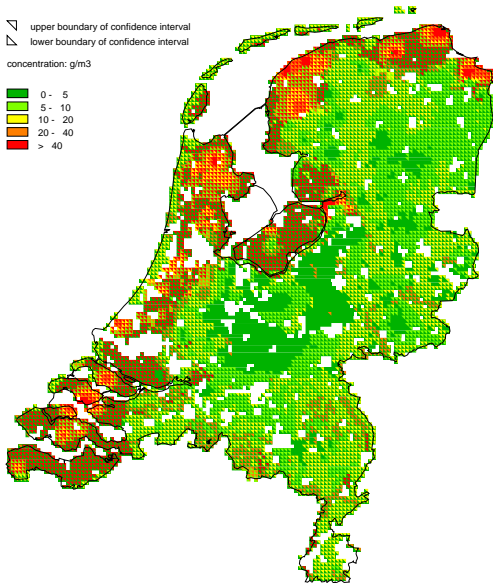 upper boundary of confidence interval
lower boundary of confidence interval
concentration: g/m3
0 - 5
5 - 10
10 - 20
20 - 40
> 40